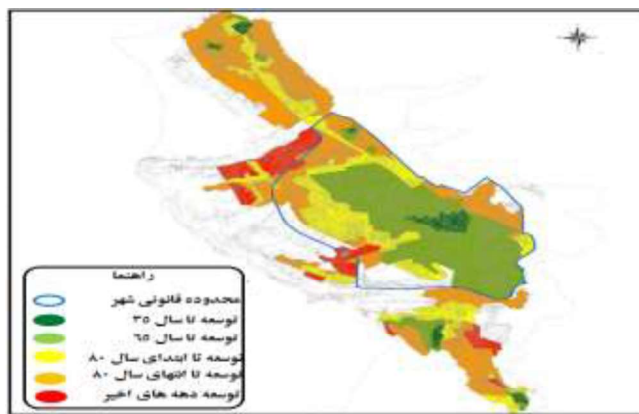 راهنما
محدوده قانونی شهر
توسعه تا سال ۳۵
توسعه تا سال ۶۵
توسعه تا ابتدای سال ۸۰
توسعه تا انتهای سال ۸۰
توسعه دهه های اخیر